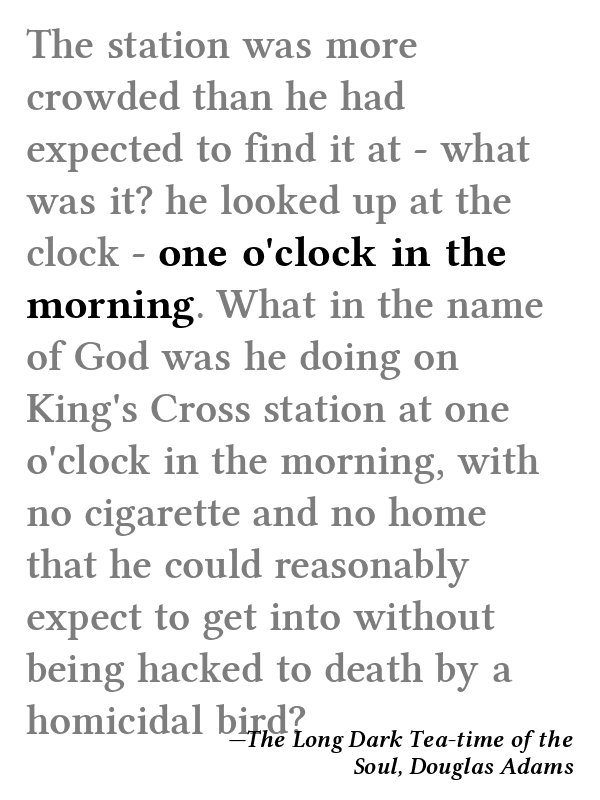 The station was more
crowded than he had
expected to find it at - what
was it? he looked up at the
clock - one o'clock in the
morning. What in the name
of God was he doing on
King's Cross station at one
o'clock in the morning, with
no cigarette and no home
that he could reasonably
expect to get into without
being hacked to death by a
homicidal bird?
—The Long Dark Tea-time of the
Soul, Douglas Adams